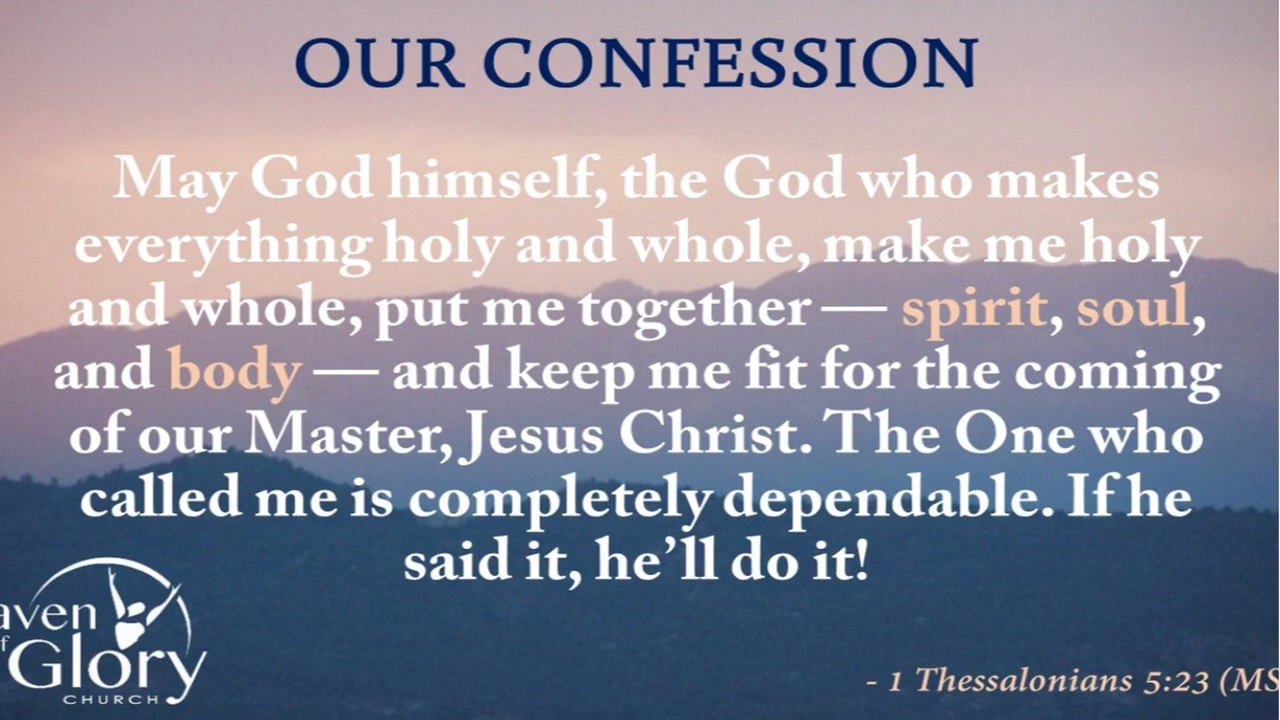 OUR CONFESSION
May God himself, the God who makes
everything holy and whole, make me holy
and whole, put me together — spirit, soul,
and body — and keep me fit for the coming
of our Master, Jesus Christ. The One who
called me is completely dependable. If he
said it, he’ll do it!
aven
f
Glory
CHURCH
- 1 Thessalonians 5:23 (MS